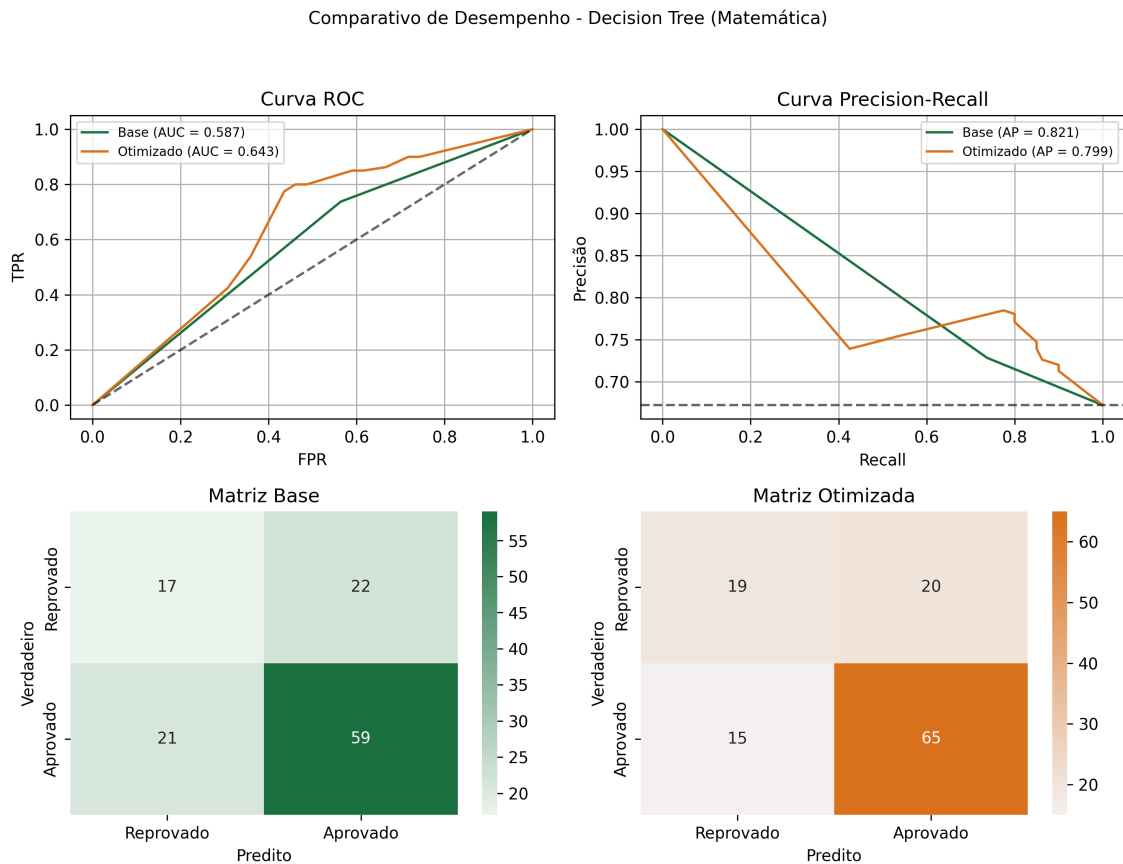 Comparativo de Desempenho - Decision Tree (Matemática)
Curva ROC
Base (AUC = 0.587)
Otimizado (AUC = 0.643)
TPR
1.0
0.8
0.6
0.4
0.2
0.0
0.0 0.2 0.4 0.6 0.8 1.0
FPR
Curva Precision-Recall
Base (AP = 0.821)
Otimizado (AP = 0.799)
Precisão
1.00
0.95
0.90
0.85
0.80
0.75
0.70
0.0 0.2 0.4 0.6 0.8 1.0
Recall
Matriz Base
Verdadeiro
Reprovado
17 22
Aprovado
21 59
Reprovado Aprovado
Predito
55
50
45
40
35
30
25
20
Matriz Otimizada
Verdadeiro
Reprovado
19 20
Aprovado
15 65
Reprovado Aprovado
Predito
60
50
40
30
20